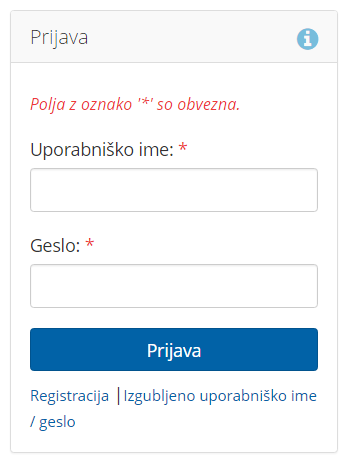 Prijava
Polja z oznako '*' so obvezna.
Uporabniško ime: *
Geslo: *
Prijava
Registracija |Izgubljeno uporabniško ime
/ geslo